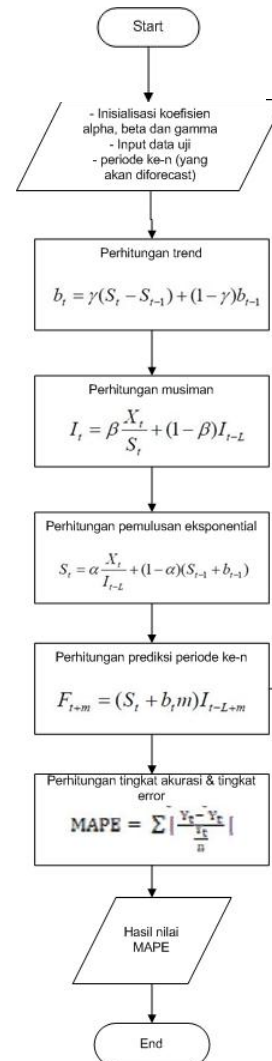 Start
- Inisialisasi koefisien
alpha, beta dan gamma
- Input data uji
- periode ke-n (yang
akan diforecast)
Perhitungan trend
b_t = γ(S_t − S_{t−1}) + (1 − γ)b_{t−1}
Perhitungan musiman
I_t = β X_t / S_t + (1 − β)I_{t−L}
Perhitungan pemulusan eksponential
S_t = α X_t / I_{t−L} + (1 − α)(S_{t−1} + b_{t−1})
Perhitungan prediksi periode ke-n
F_{t+m} = (S_t + b_t m)I_{t−L+m}
Perhitungan tingkat akurasi & tingkat
error
MAPE = Σ
Hasil nilai
MAPE
End